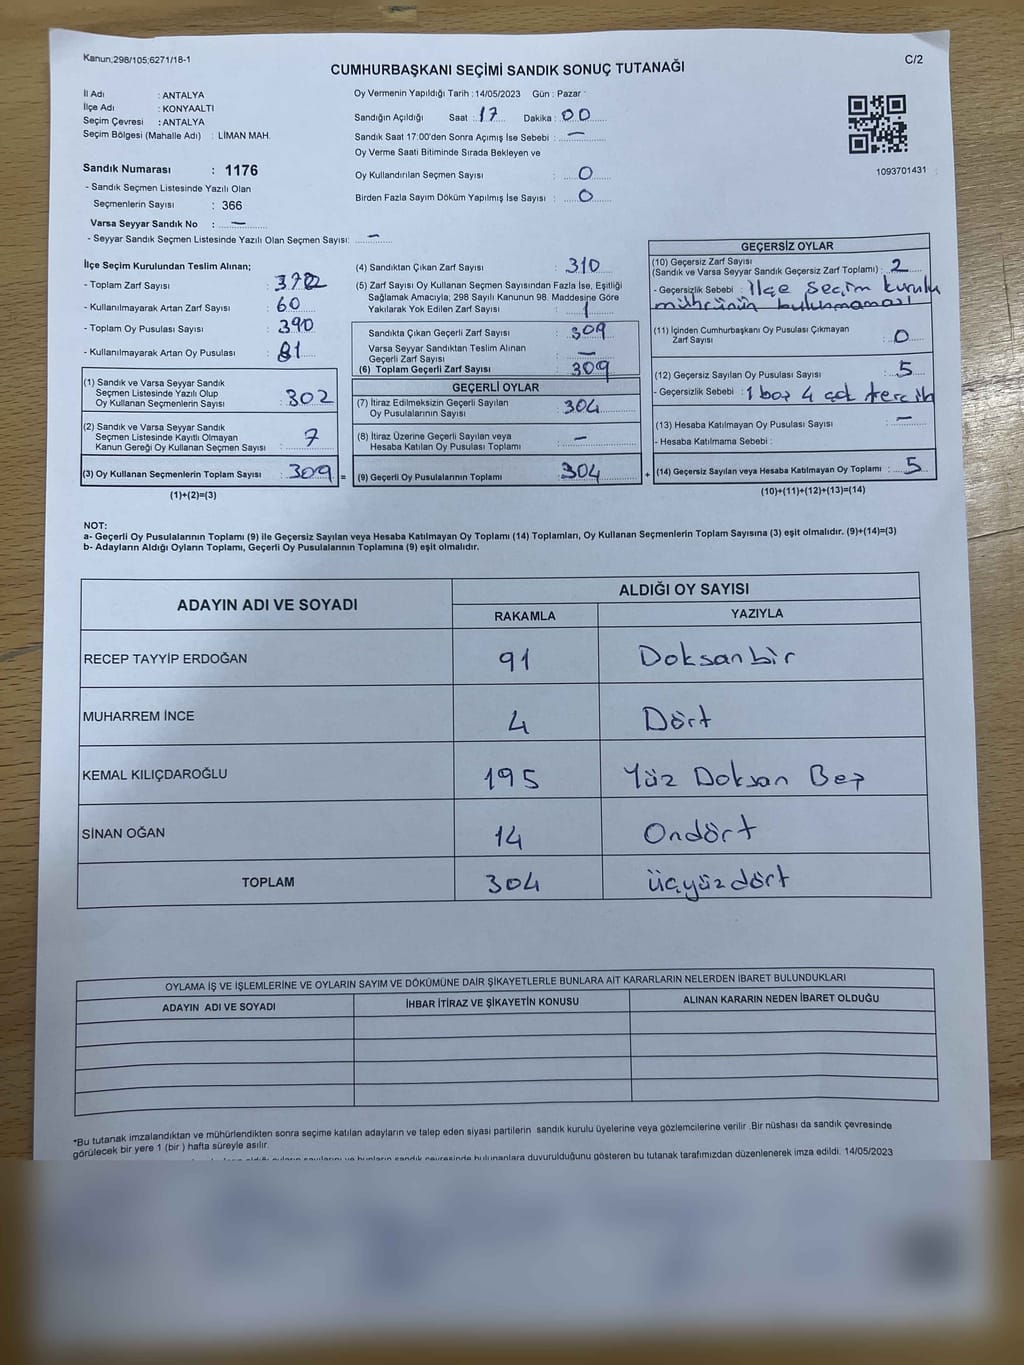 Kanun;298/105;6271/18-1
C/2
CUMHURBAŞKANI SEÇİMİ SANDIK SONUÇ TUTANAĞI
İl Adı : ANTALYA
İlçe Adı : KONYAALTI
Seçim Çevresi : ANTALYA
Seçim Bölgesi (Mahalle Adı) : LİMAN MAH.
Sandık Numarası : 1176
- Sandık Seçmen Listesinde Yazılı Olan
Seçmenlerin Sayısı : 366
Varsa Seyyar Sandık No : —
- Seyyar Sandık Seçmen Listesinde Yazılı Olan Seçmen Sayısı: —
Oy Vermenin Yapıldığı Tarih : 14/05/2023 Gün : Pazar
Sandığın Açıldığı Saat : 17 Dakika : 00
Sandık Saat 17:00'den Sonra Açımış İse Sebebi : —
Oy Verme Saati Bitiminde Sırada Bekleyen ve
Oy Kullandırılan Seçmen Sayısı : 0
Birden Fazla Sayım Döküm Yapılmış İse Sayısı : 0
1093701431
İlçe Seçim Kurulundan Teslim Alınan;
- Toplam Zarf Sayısı :
- Kullanılmayarak Artan Zarf Sayısı : 60
- Toplam Oy Pusulası Sayısı : 390
- Kullanılmayarak Artan Oy Pusulası : 81
(1) Sandık ve Varsa Seyyar Sandık
Seçmen Listesinde Yazılı Olup
Oy Kullanan Seçmenlerin Sayısı : 302
(2) Sandık ve Varsa Seyyar Sandık
Seçmen Listesinde Kayıtlı Olmayan
Kanun Gereği Oy Kullanan Seçmen Sayısı : 7
(3) Oy Kullanan Seçmenlerin Toplam Sayısı : 309 =
(1)+(2)=(3)
(4) Sandıktan Çıkan Zarf Sayısı : 310
(5) Zarf Sayısı Oy Kullanan Seçmen Sayısından Fazla İse, Eşitliği
Sağlamak Amacıyla; 298 Sayılı Kanunun 98. Maddesine Göre
Yakılarak Yok Edilen Zarf Sayısı : 1
Sandıkta Çıkan Geçerli Zarf Sayısı : 309
Varsa Seyyar Sandıktan Teslim Alınan
Geçerli Zarf Sayısı : —
(6) Toplam Geçerli Zarf Sayısı : 309
GEÇERLİ OYLAR
(7) İtiraz Edilmeksizin Geçerli Sayılan
Oy Pusulalarının Sayısı : 304
(8) İtiraz Üzerine Geçerli Sayılan veya
Hesaba Katılan Oy Pusulası Toplamı : —
(9) Geçerli Oy Pusulalarının Toplamı : 304 +
GEÇERSİZ OYLAR
(10) Geçersiz Zarf Sayısı
(Sandık ve Varsa Seyyar Sandık Geçersiz Zarf Toplamı) : 2
- Geçersizlik Sebebi : İlçe Seçim kurulu
mührünün bulunmaması
(11) İçinden Cumhurbaşkanı Oy Pusulası Çıkmayan
Zarf Sayısı : 0
(12) Geçersiz Sayılan Oy Pusulası Sayısı : 5
- Geçersizlik Sebebi : 1 boş 4 çok tercih
(13) Hesaba Katılmayan Oy Pusulası Sayısı : —
- Hesaba Katılmama Sebebi :
(14) Geçersiz Sayılan veya Hesaba Katılmayan Oy Toplamı : 5
(10)+(11)+(12)+(13)=(14)
NOT:
a- Geçerli Oy Pusulalarının Toplamı (9) ile Geçersiz Sayılan veya Hesaba Katılmayan Oy Toplamı (14) Toplamları, Oy Kullanan Seçmenlerin Toplam Sayısına (3) eşit olmalıdır. (9)+(14)=(3)
b- Adayların Aldığı Oyların Toplamı, Geçerli Oy Pusulalarının Toplamına (9) eşit olmalıdır.
ADAYIN ADI VE SOYADI
ALDIĞI OY SAYISI
RAKAMLA YAZIYLA
RECEP TAYYİP ERDOĞAN 91 Doksanbir
MUHARREM İNCE 4 Dört
KEMAL KILIÇDAROĞLU 195 Yüz Doksan Beş
SİNAN OĞAN 14 Ondört
TOPLAM 304 üçyüzdört
OYLAMA İŞ VE İŞLEMLERİNE VE OYLARIN SAYIM VE DÖKÜMÜNE DAİR ŞİKAYETLERLE BUNLARA AİT KARARLARIN NELERDEN İBARET BULUNDUKLARI
ADAYIN ADI VE SOYADI İHBAR İTİRAZ VE ŞİKAYETİN KONUSU ALINAN KARARIN NEDEN İBARET OLDUĞU
*Bu tutanak imzalandıktan ve mühürlendikten sonra seçime katılan adayların ve talep eden siyasi partilerin sandık kurulu üyelerine veya gözlemcilerine verilir .Bir nüshası da sandık çevresinde
görülecek bir yere 1 (bir ) hafta süreyle asılır.
bulunanlara duyurulduğunu gösteren bu tutanak tarafımızdan düzenlenerek imza edildi. 14/05/2023